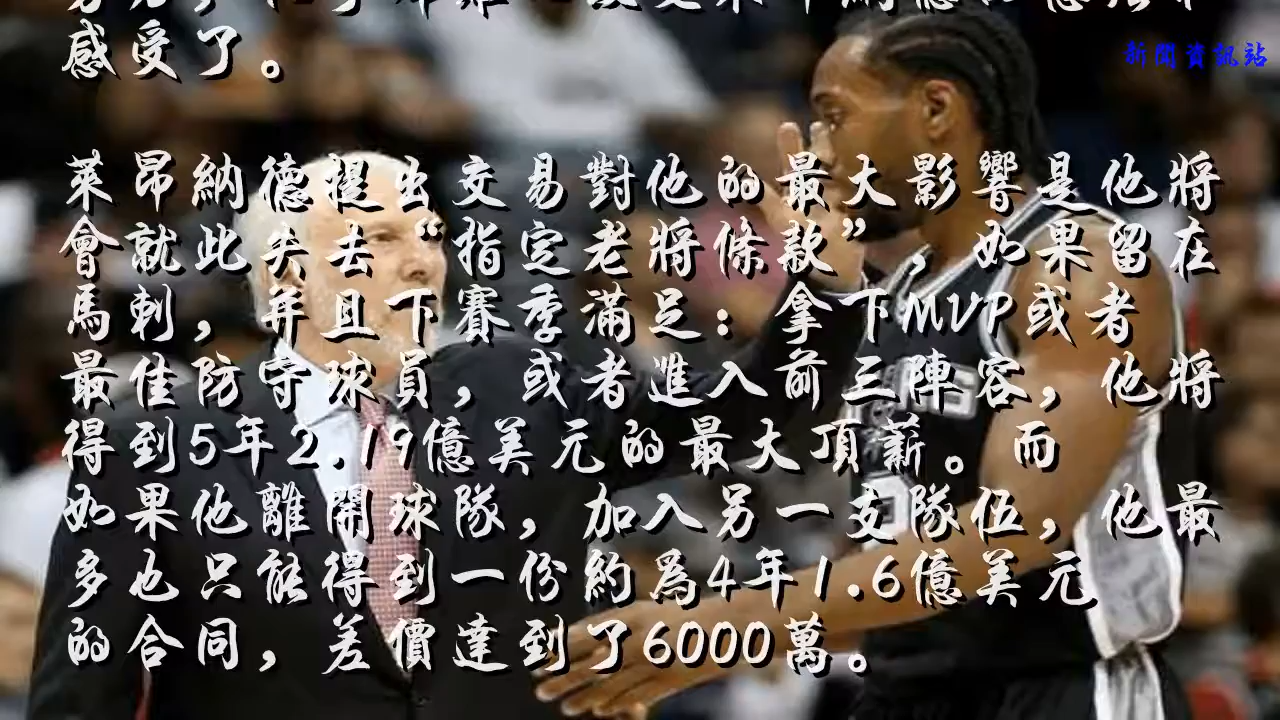 新聞資訊站
感受了。
萊昂納德提出交易對他的最大影響是他將
會就此失去“指定老將條款”，如果留在
馬刺，并且下賽季滿足：拿下MVP或者
最佳防守球員，或者進入前三陣容，他將
得到5年2.19億美元的最大頂薪。而
如果他離開球隊，加入另一支隊伍，他最
多也只能得到一份約爲4年1.6億美元
的合同，差價達到了6000萬。